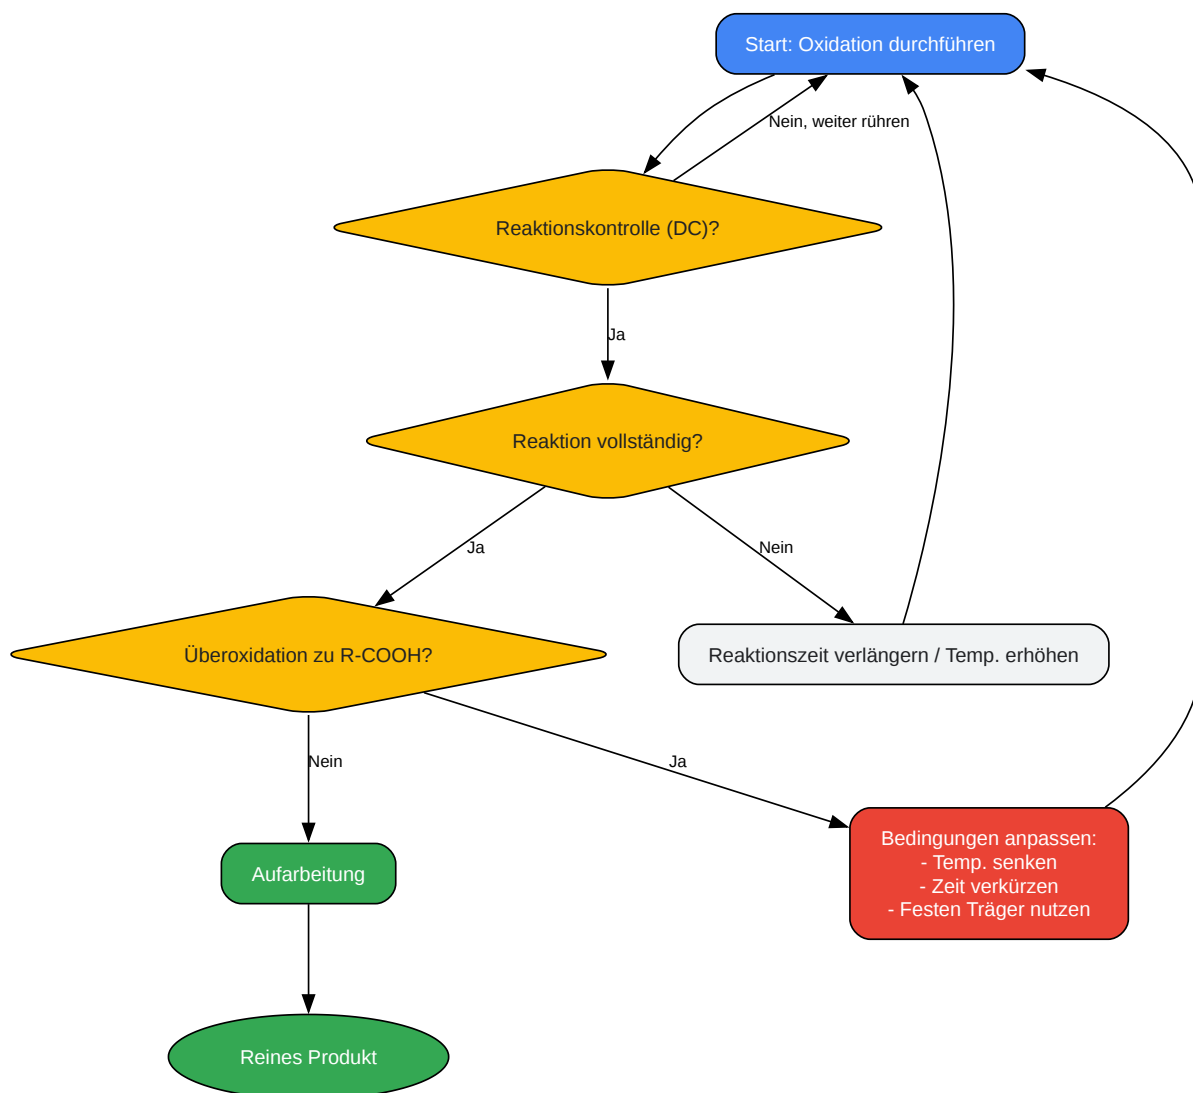 Start: Oxidation durchführen
Nein, weiter rühren
Reaktionskontrolle (DC)?
Ja
Reaktion vollständig?
Ja
Nein
Überoxidation zu R-COOH?
Reaktionszeit verlängern / Temp. erhöhen
Nein
Ja
Bedingungen anpassen:
- Temp. senken
- Zeit verkürzen
- Festen Träger nutzen
Aufarbeitung
Reines Produkt